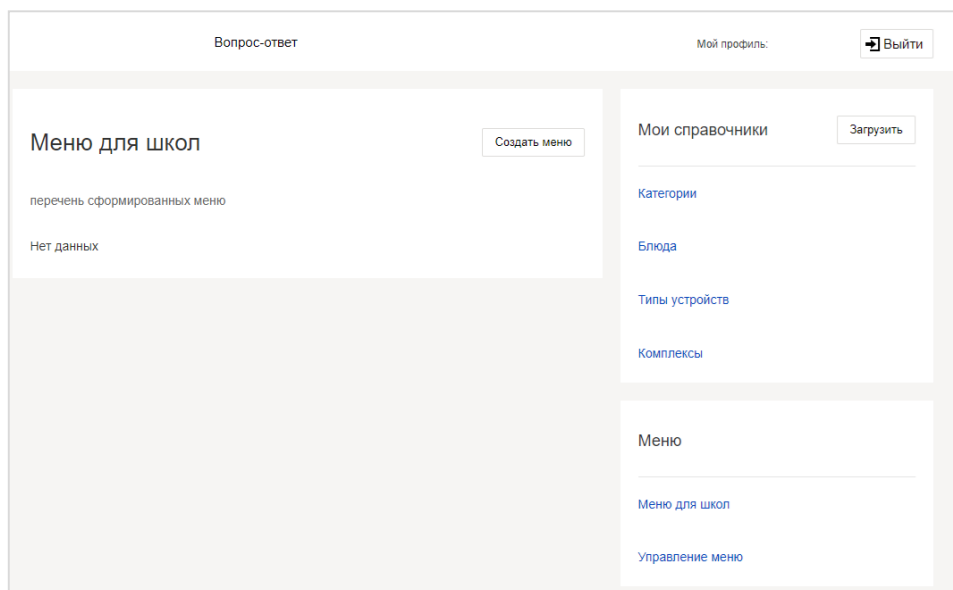 Вопрос-ответ
Мой профиль:
Выйти
Меню для школ
Создать меню
перечень сформированных меню
Нет данных
Мои справочники
Загрузить
Категории
Блюда
Типы устройств
Комплексы
Меню
Меню для школ
Управление меню